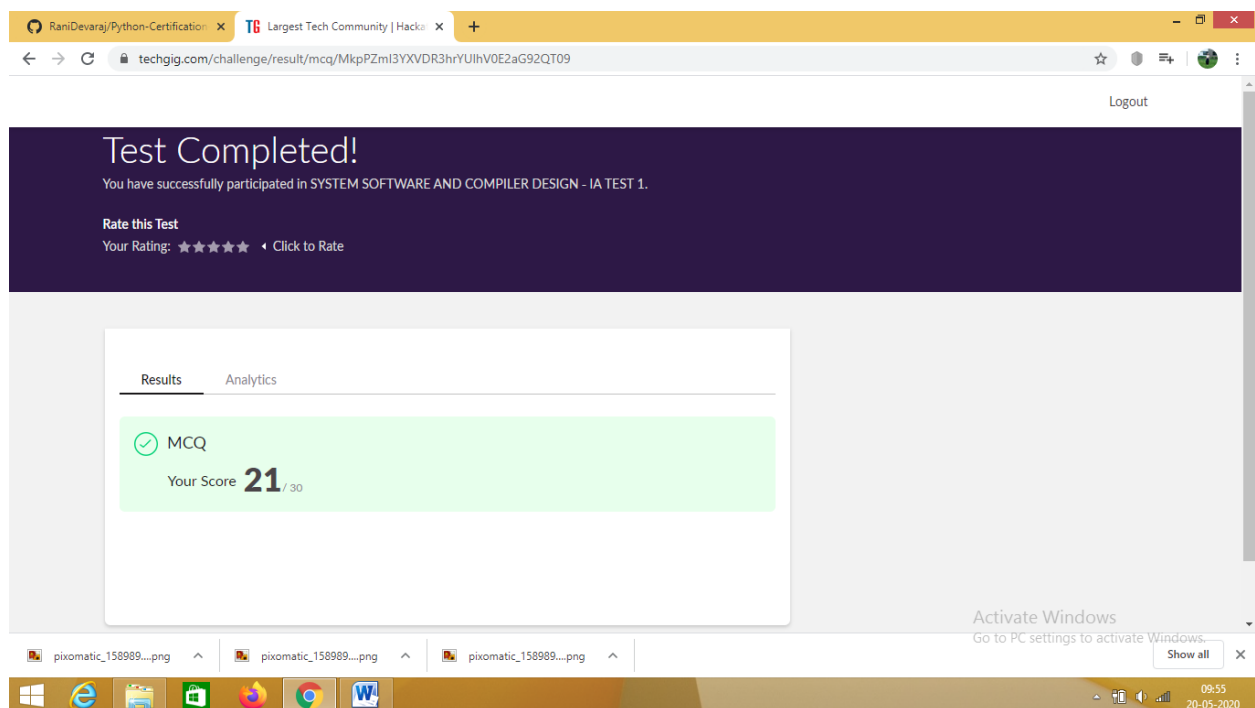 RaniDevaraj/Python-Certification
TG Largest Tech Community | Hacka
techgig.com/challenge/result/mcq/MkpPZmI3YXVDR3hrYUlhV0E2aG92QT09
Logout
Test Completed!
You have successfully participated in SYSTEM SOFTWARE AND COMPILER DESIGN - IA TEST 1.
Rate this Test
Your Rating: Click to Rate
Results Analytics
MCQ
Your Score 21 / 30
Activate Windows
Go to PC settings to activate Windows.
pixomatic_158989....png pixomatic_158989....png pixomatic_158989....png Show all
09:55
20-05-2020